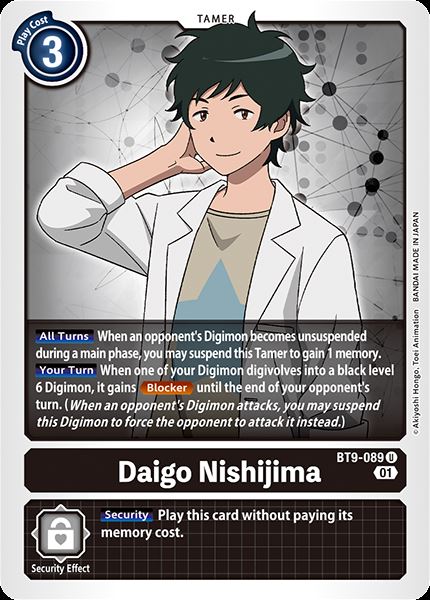 TAMER
Play Cost
3
All Turns When an opponent's Digimon becomes unsuspended
during a main phase, you may suspend this Tamer to gain 1 memory.
Your Turn When one of your Digimon digivolves into a black level
6 Digimon, it gains Blocker until the end of your opponent's
turn. (When an opponent's Digimon attacks, you may suspend
this Digimon to force the opponent to attack it instead.)
©Akiyoshi Hongo, Toei Animation BANDAI MADE IN JAPAN
BT9-089 U
Daigo Nishijima
01
Security Play this card without paying its
memory cost.
Security Effect